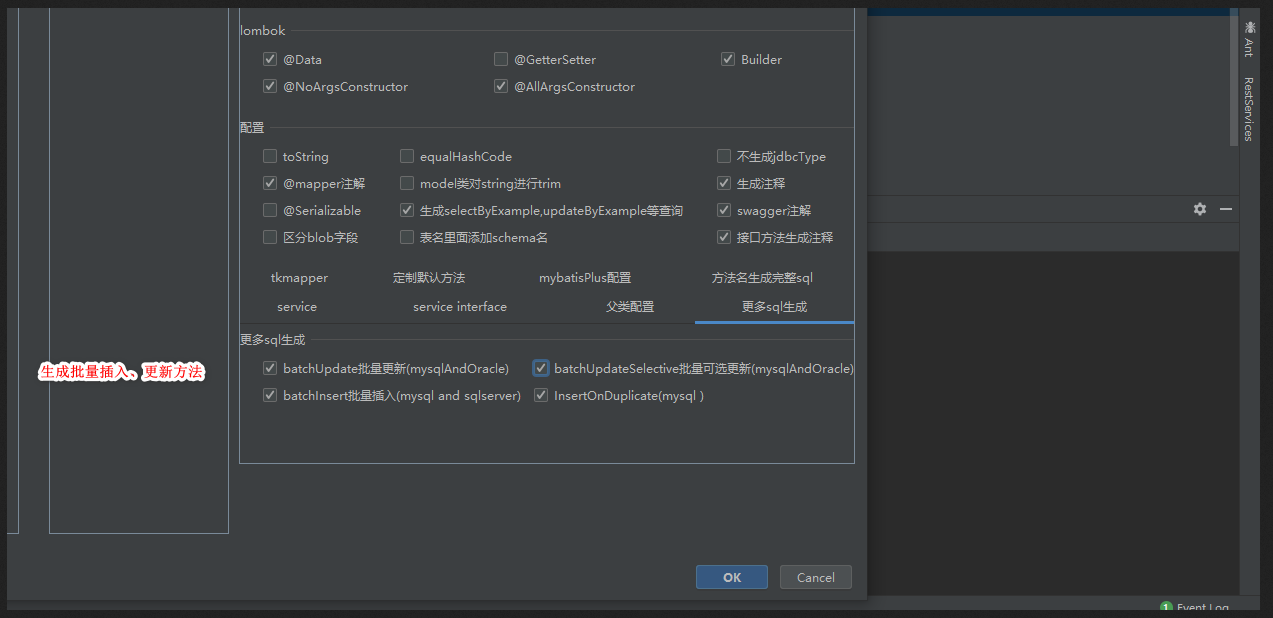 lombok
@Data @GetterSetter Builder
@NoArgsConstructor @AllArgsConstructor
配置
toString equalHashCode 不生成jdbcType
@mapper注解 model类对string进行trim 生成注释
@Serializable 生成selectByExample,updateByExample等查询 swagger注解
区分blob字段 表名里面添加schema名 接口方法生成注释
tkmapper 定制默认方法 mybatisPlus配置 方法名生成完整sql
service service interface 父类配置 更多sql生成
更多sql生成
生成批量插入、更新方法
batchUpdate批量更新(mysqlAndOracle) batchUpdateSelective批量可选更新(mysqlAndOracle)
batchInsert批量插入(mysql and sqlserver) InsertOnDuplicate(mysql )
OK Cancel
Ant
RestServices
1 Event Log